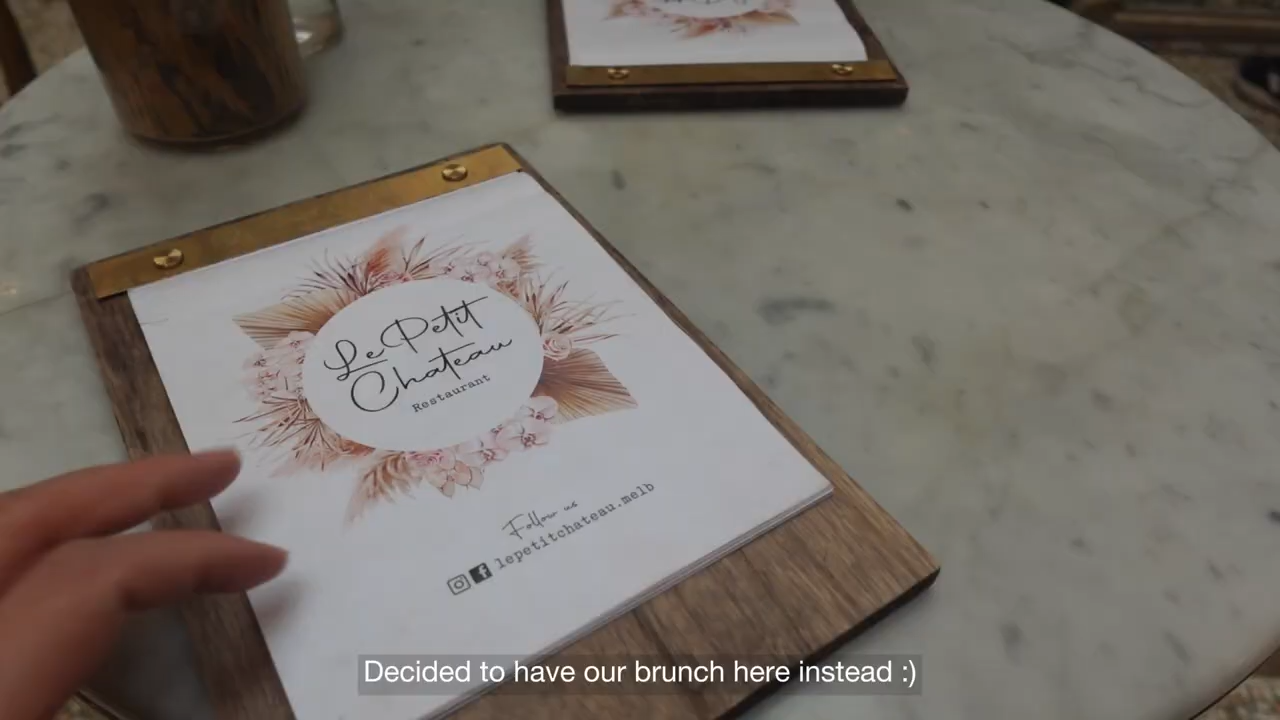 Le Petit
Chateau
Restaurant
Follow us
lepetitchateau.melb
Decided to have our brunch here instead :)